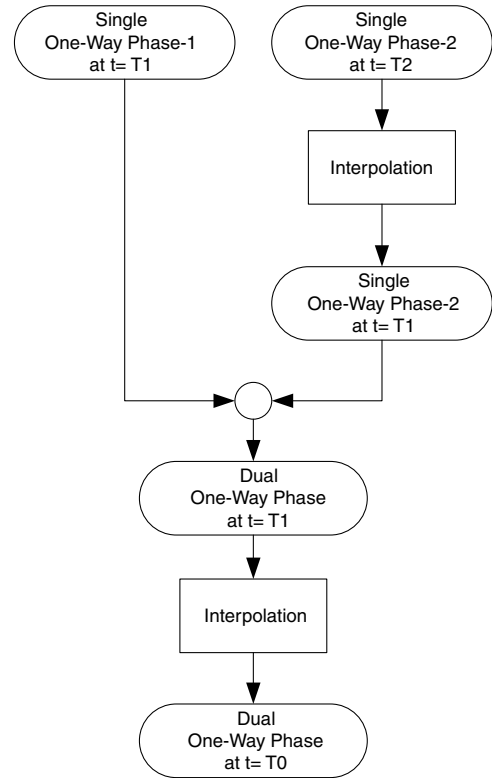 Single
One-Way Phase-1
at t= T1
Single
One-Way Phase-2
at t= T2
Interpolation
Single
One-Way Phase-2
at t= T1
Dual
One-Way Phase
at t= T1
Interpolation
Dual
One-Way Phase
at t= T0